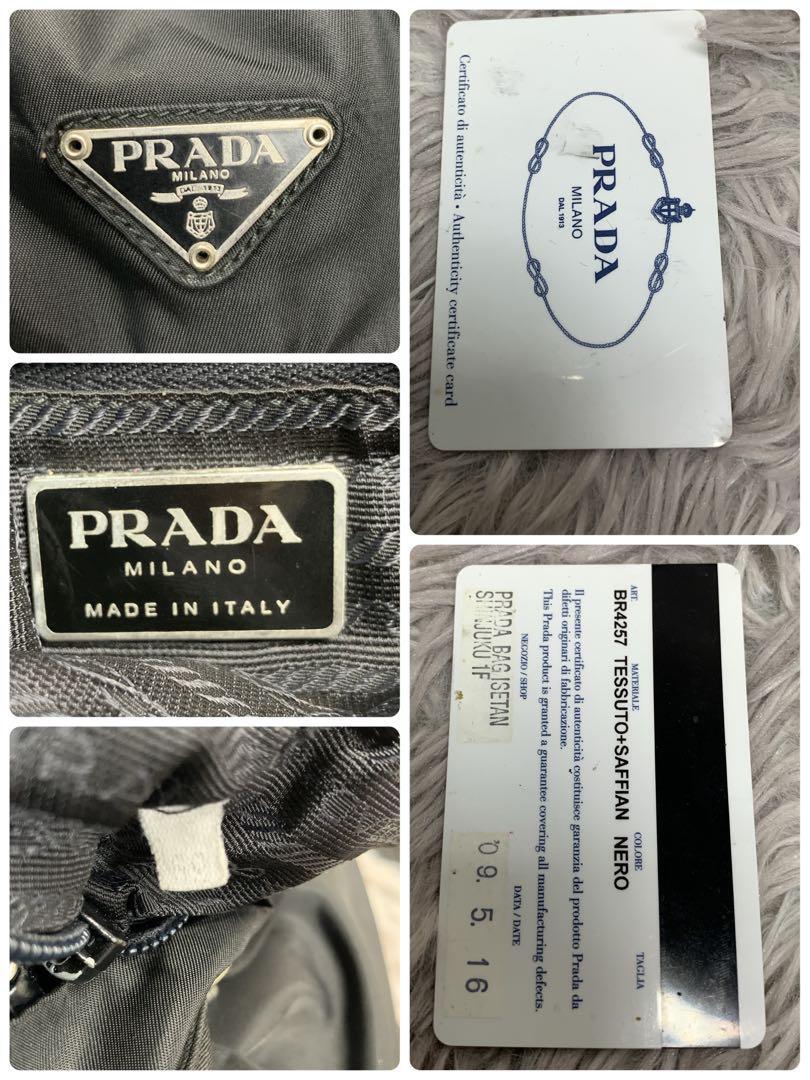 PRADA
MILANO
DAL 1913
PRADA
MILANO
MADE IN ITALY
Certificato di autenticità • Authenticity certificate card
PRADA
MILANO
DAL 1913
ART. MATERIALE COLORE TAGLIA
BR4257 TESSUTO+SAFFIAN NERO
Il presente certificato di autenticità costituisce garanzia del prodotto Prada da
difetti originari di fabbricazione.
This Prada product is granted a guarantee covering all manufacturing defects.
NEGOZIO / SHOP DATA / DATE
PRADA BAG ISETAN
SHINJUKU 1F
'09. 5. 16